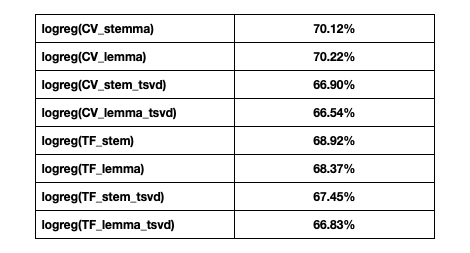 logreg(CV_stemma) 70.12%
logreg(CV_lemma) 70.22%
logreg(CV_stem_tsvd) 66.90%
logreg(CV_lemma_tsvd) 66.54%
logreg(TF_stem) 68.92%
logreg(TF_lemma) 68.37%
logreg(TF_stem_tsvd) 67.45%
logreg(TF_lemma_tsvd) 66.83%